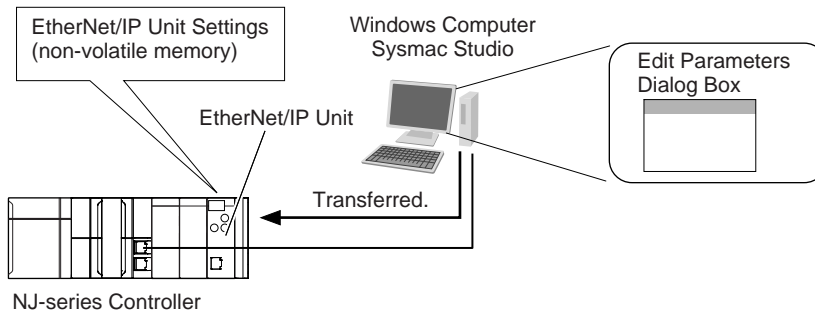 EtherNet/IP Unit Settings
(non-volatile memory)
Windows Computer
Sysmac Studio
Edit Parameters
Dialog Box
EtherNet/IP Unit
Transferred.
NJ-series Controller